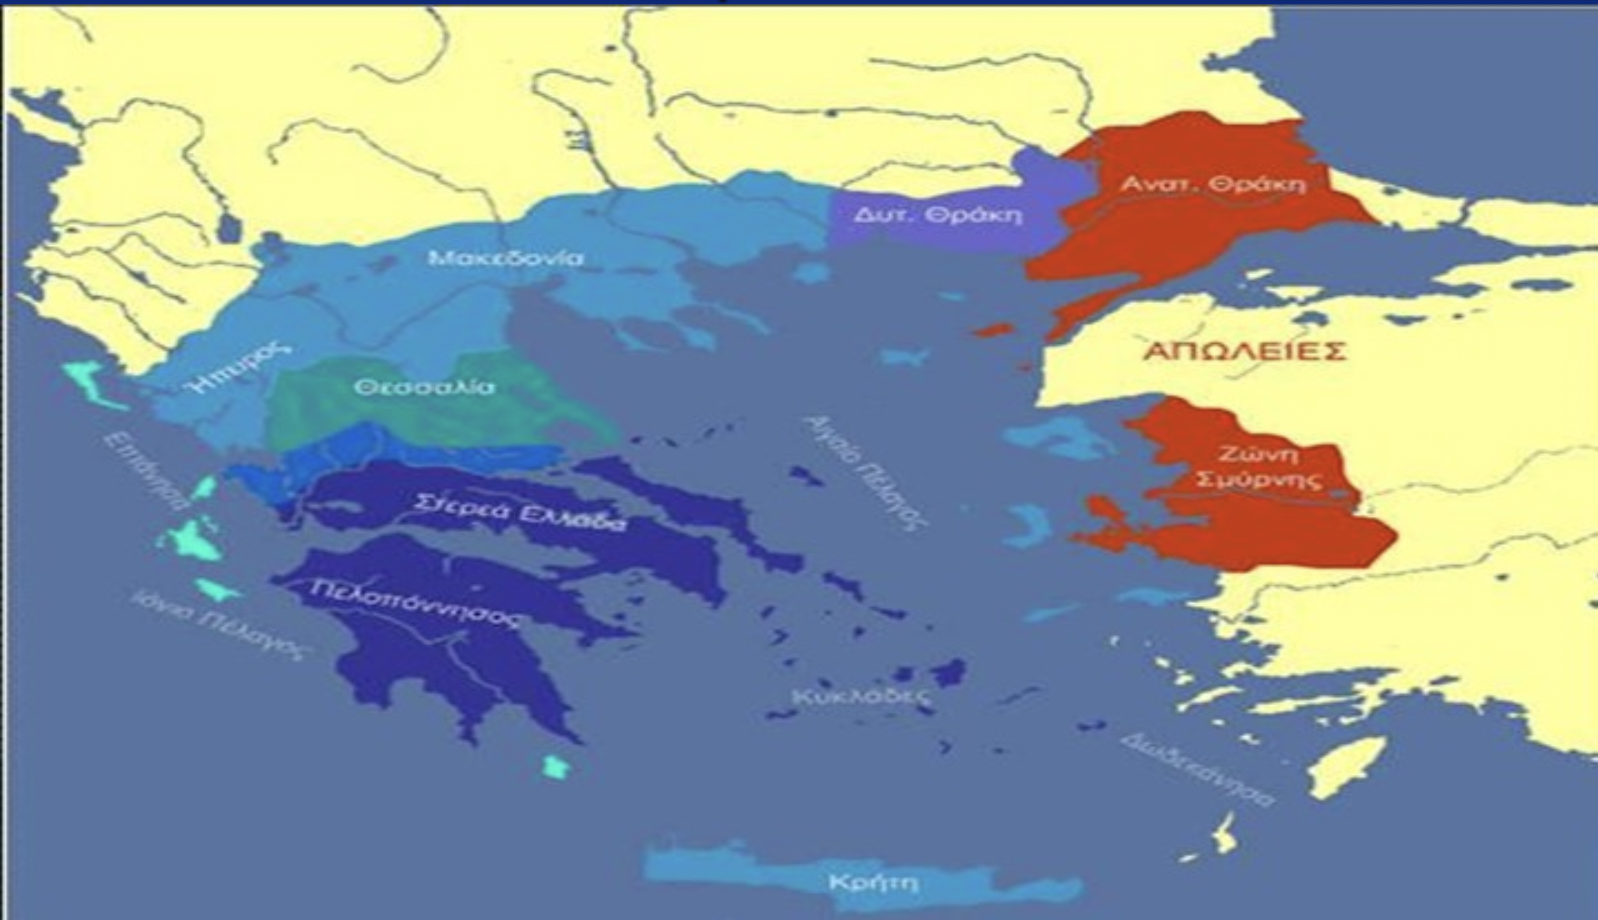 Ανατ. Θράκη
Δυτ. Θράκη
Μακεδονία
ΑΠΩΛΕΙΕΣ
Ήπειρος
Θεσσαλία
Αιγαίο Πέλαγος
Επτάνησα
Ζώνη
Σμύρνης
Στερεά Ελλάδα
Πελοπόννησος
Ιόνιο Πέλαγος
Κυκλάδες
Δωδεκάνησα
Κρήτη